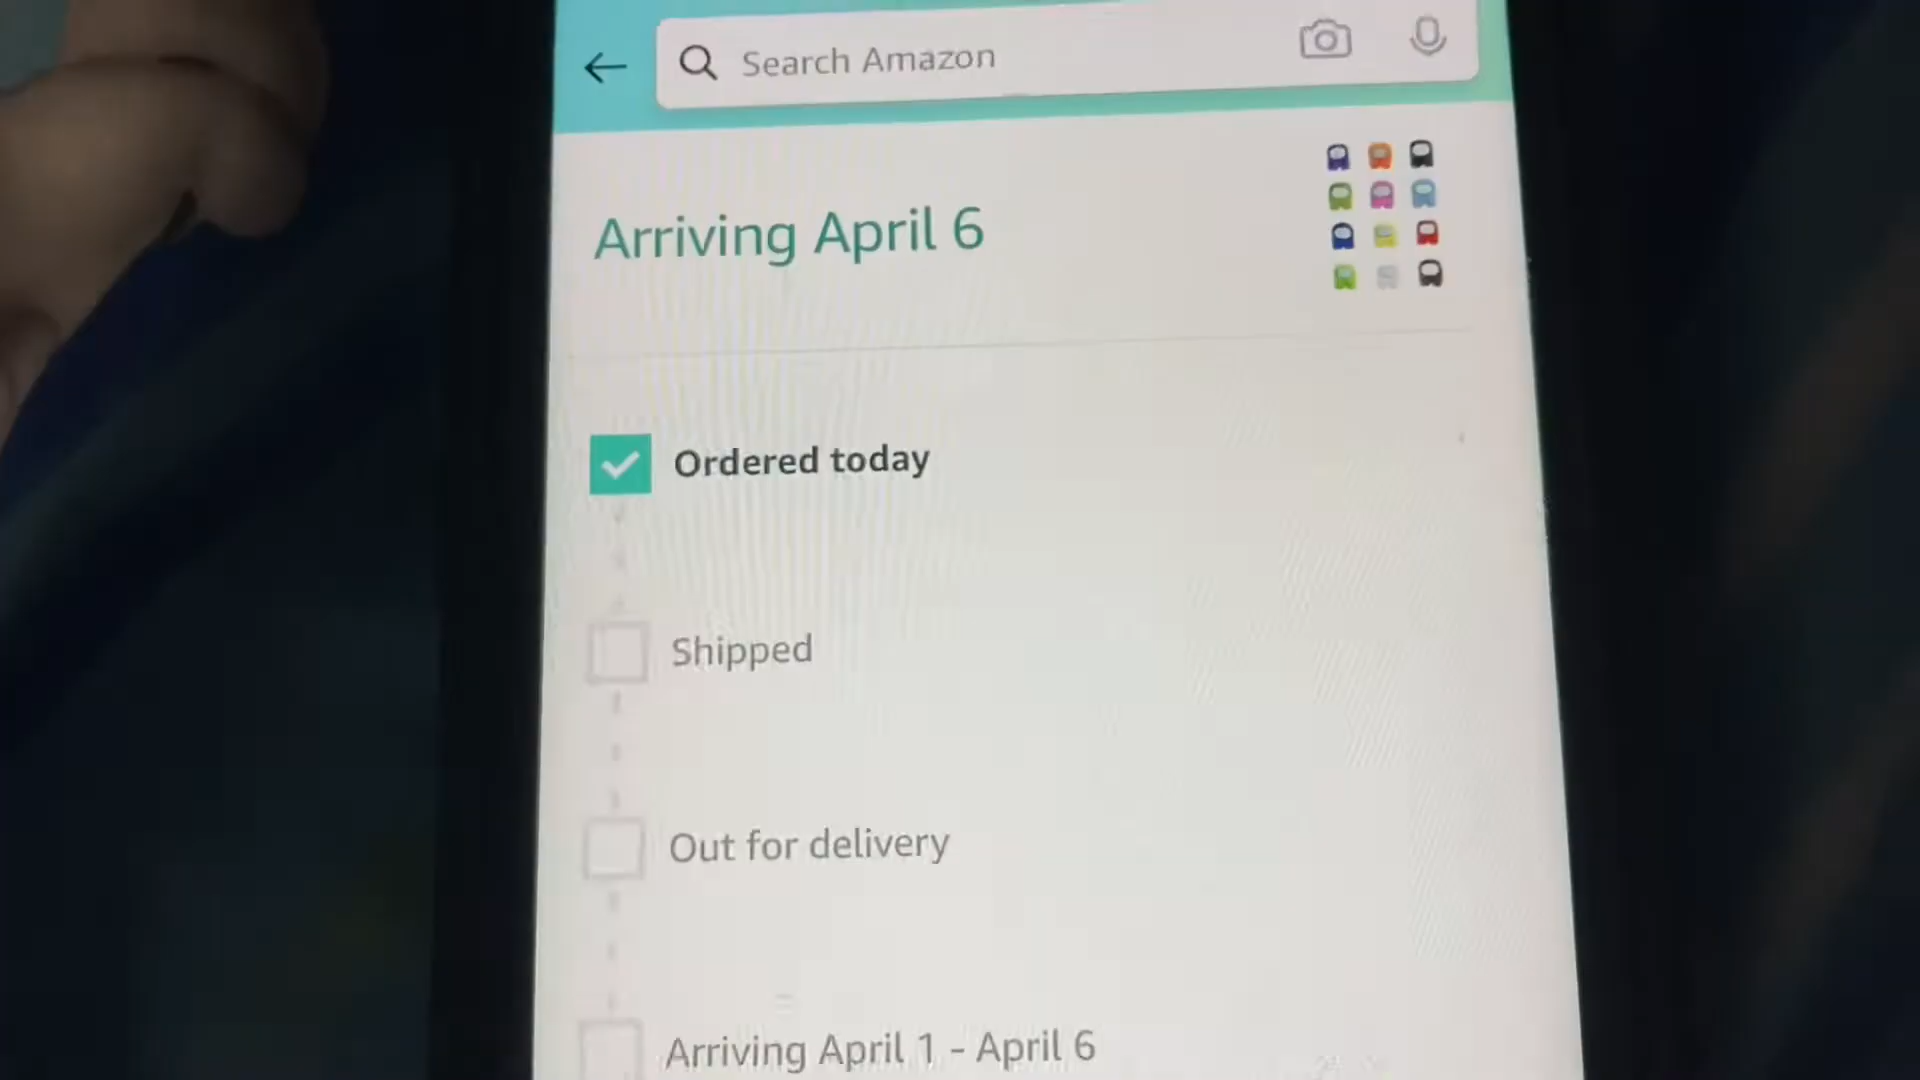 Search Amazon
Arriving April 6
Ordered today
Shipped
Out for delivery
Arriving April 1 - April 6